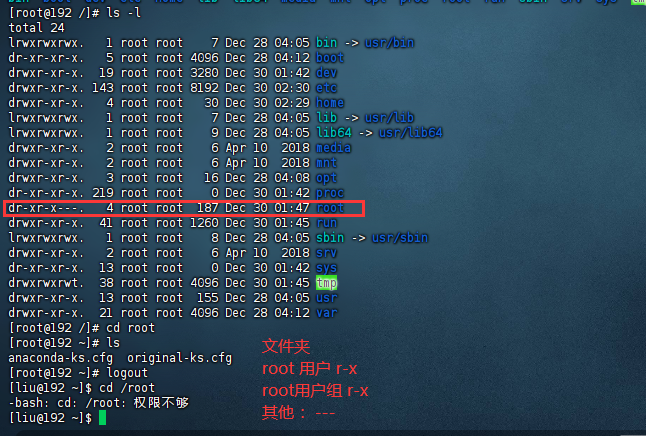 [root@192 /]# ls -l
total 24
lrwxrwxrwx.   1 root root    7 Dec 28 04:05 bin -> usr/bin
dr-xr-xr-x.   5 root root 4096 Dec 28 04:12 boot
drwxr-xr-x.  19 root root 3280 Dec 30 01:42 dev
drwxr-xr-x. 143 root root 8192 Dec 30 02:30 etc
drwxr-xr-x.   4 root root   30 Dec 30 02:29 home
lrwxrwxrwx.   1 root root    7 Dec 28 04:05 lib -> usr/lib
lrwxrwxrwx.   1 root root    9 Dec 28 04:05 lib64 -> usr/lib64
drwxr-xr-x.   2 root root    6 Apr 10  2018 media
drwxr-xr-x.   2 root root    6 Apr 10  2018 mnt
drwxr-xr-x.   3 root root   16 Dec 28 04:08 opt
dr-xr-xr-x. 219 root root    0 Dec 30 01:42 proc
dr-xr-x---.   4 root root  187 Dec 30 01:47 root
drwxr-xr-x.  41 root root 1260 Dec 30 01:45 run
lrwxrwxrwx.   1 root root    8 Dec 28 04:05 sbin -> usr/sbin
drwxr-xr-x.   2 root root    6 Apr 10  2018 srv
dr-xr-xr-x.  13 root root    0 Dec 30 01:42 sys
drwxrwxrwt.  38 root root 4096 Dec 30 01:45 tmp
drwxr-xr-x.  13 root root  155 Dec 28 04:05 usr
drwxr-xr-x.  21 root root 4096 Dec 28 04:12 var
[root@192 /]# cd root
[root@192 ~]# ls
anaconda-ks.cfg  original-ks.cfg
[root@192 ~]# logout
[liu@192 ~]$ cd /root
-bash: cd: /root: 权限不够
[liu@192 ~]$
文件夹
root 用户 r-x
root用户组 r-x
其他： ---